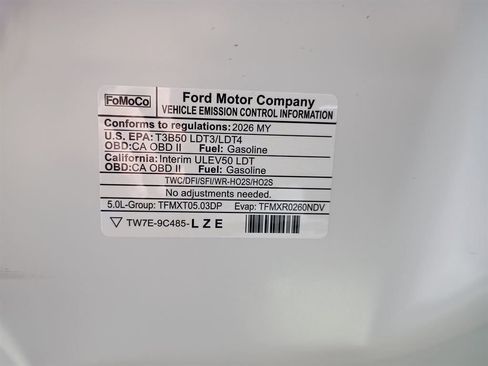 FoMoCo
Ford Motor Company
VEHICLE EMISSION CONTROL INFORMATION
Conforms to regulations: 2026 MY
U.S. EPA: T3B50 LDT3/LDT4
OBD:CA OBD II Fuel: Gasoline
California: Interim ULEV50 LDT
OBD:CA OBD II Fuel: Gasoline
TWC/DFI/SFI/WR-HO2S/HO2S
No adjustments needed.
5.0L-Group: TFMXT05.03DP Evap: TFMXR0260NDV
TW7E-9C485-LZE